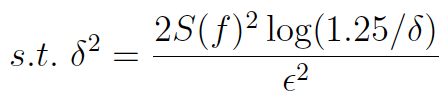 s.t. δ² = 2S(f)² log(1.25/δ) / ϵ²